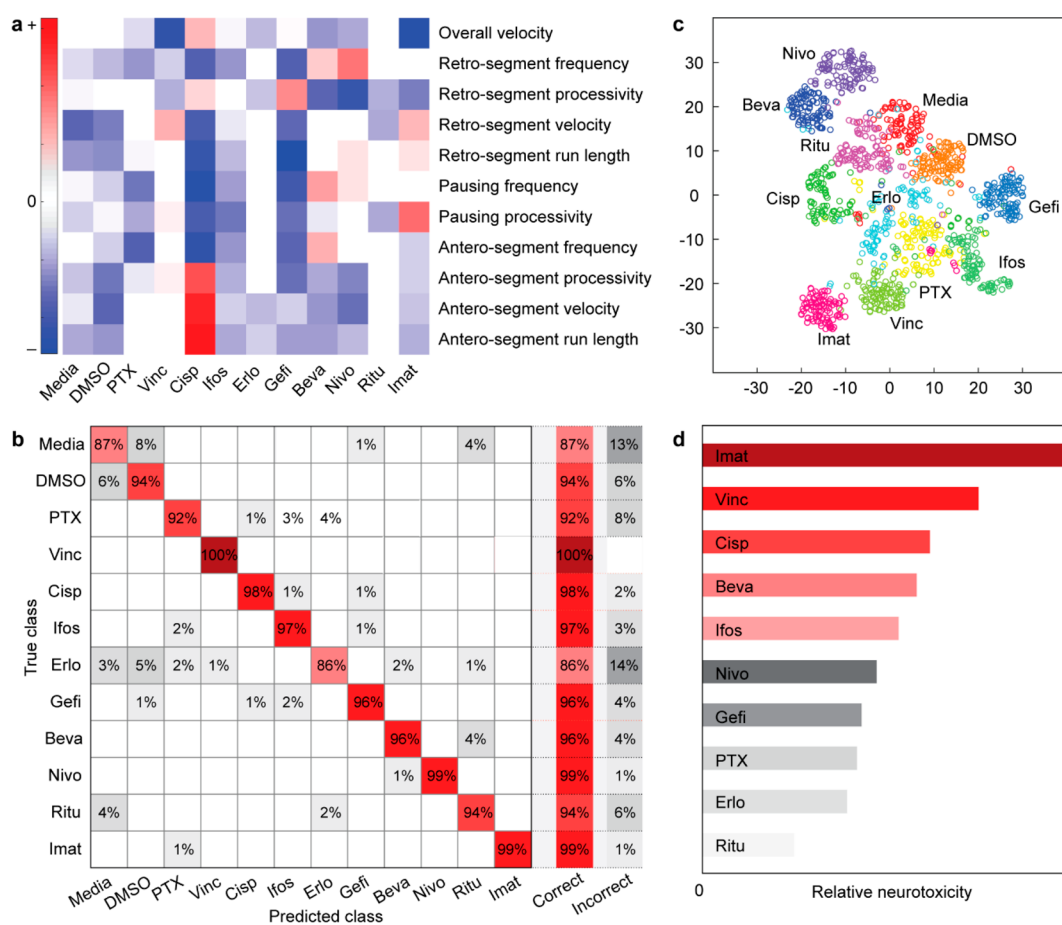 a
+
0
–
Overall velocity
Retro-segment frequency
Retro-segment processivity
Retro-segment velocity
Retro-segment run length
Pausing frequency
Pausing processivity
Antero-segment frequency
Antero-segment processivity
Antero-segment velocity
Antero-segment run length
Media DMSO PTX Vinc Cisp Ifos Erlo Gefi Beva Nivo Ritu Imat
c
30
20
10
0
-10
-20
-30
-30 -20 -10 0 10 20 30
Nivo
Beva
Media
DMSO
Ritu
Cisp
Erlo
Gefi
Ifos
PTX
Vinc
Imat
b
True class
Media 87% 8% 1% 4% 87% 13%
DMSO 6% 94% 94% 6%
PTX 92% 1% 3% 4% 92% 8%
Vinc 100% 100%
Cisp 98% 1% 1% 98% 2%
Ifos 2% 97% 1% 97% 3%
Erlo 3% 5% 2% 1% 86% 2% 1% 86% 14%
Gefi 1% 1% 2% 96% 96% 4%
Beva 96% 4% 96% 4%
Nivo 1% 99% 99% 1%
Ritu 4% 2% 94% 94% 6%
Imat 1% 99% 99% 1%
Media DMSO PTX Vinc Cisp Ifos Erlo Gefi Beva Nivo Ritu Imat Correct Incorrect
Predicted class
d
Imat
Vinc
Cisp
Beva
Ifos
Nivo
Gefi
PTX
Erlo
Ritu
0
Relative neurotoxicity